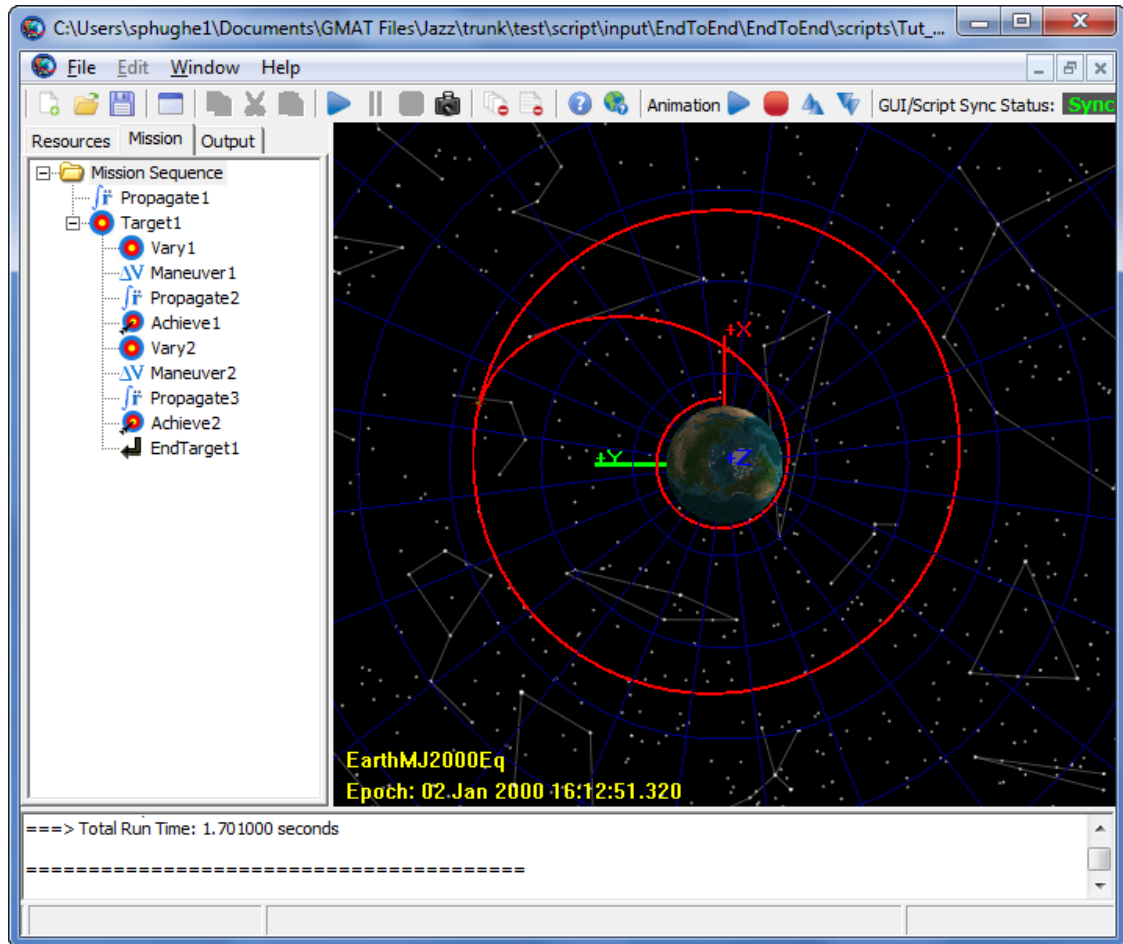 C:\Users\sphughe1\Documents\GMAT Files\Jazz\trunk\test\script\input\EndToEnd\EndToEnd\scripts\Tut_...
File Edit Window Help
Animation GUI/Script Sync Status: Sync
Resources Mission Output
Mission Sequence
Propagate1
Target1
Vary1
ΔV Maneuver1
Propagate2
Achieve1
Vary2
ΔV Maneuver2
Propagate3
Achieve2
EndTarget1
+X
+Y
+Z
EarthMJ2000Eq
Epoch: 02 Jan 2000 16:12:51.320
===> Total Run Time: 1.701000 seconds
========================================